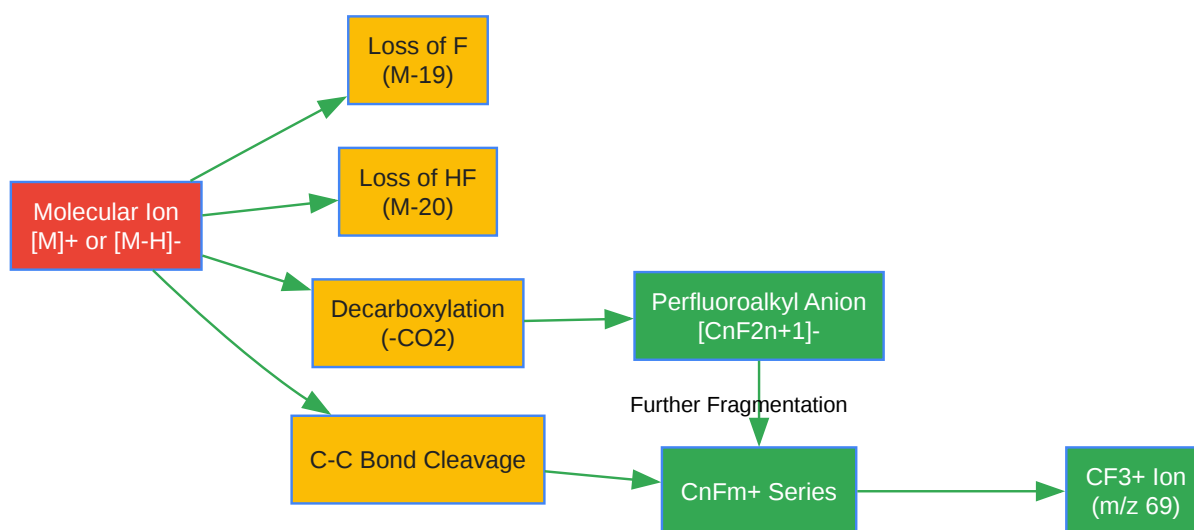 Loss of F
(M-19)
Loss of HF
(M-20)
Molecular Ion
[M]+ or [M-H]-
Decarboxylation
(-CO2)
Perfluoroalkyl Anion
[CnF2n+1]-
Further Fragmentation
C-C Bond Cleavage
CnFm+ Series
CF3+ Ion
(m/z 69)